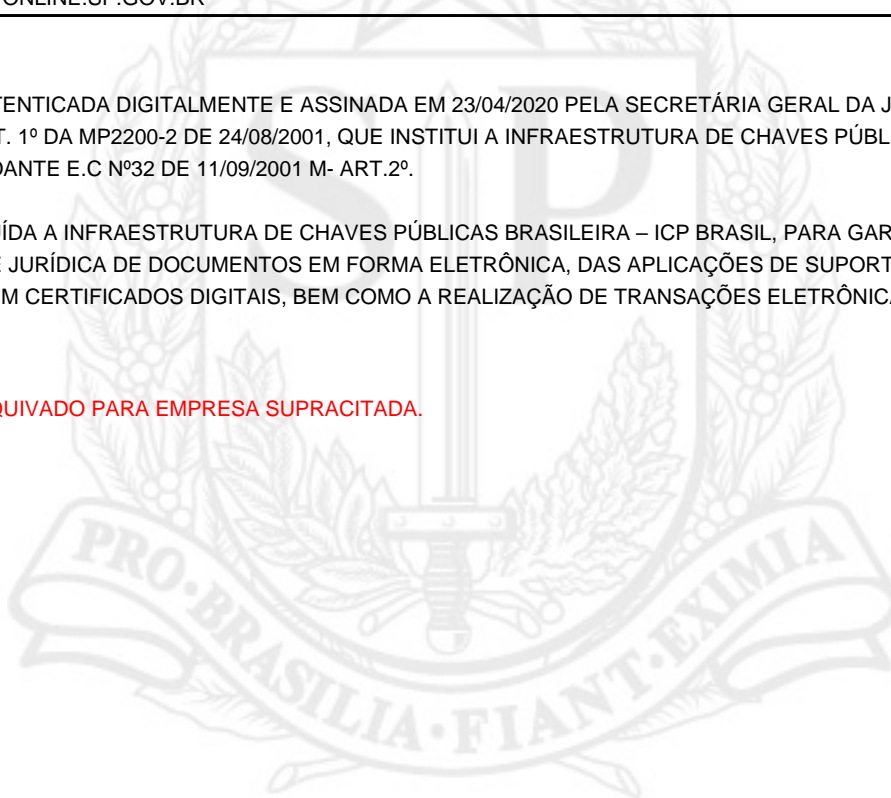 ONLINE.SP.GOV.BR
TENTICADA DIGITALMENTE E ASSINADA EM 23/04/2020 PELA SECRETÁRIA GERAL DA J
T. 1º DA MP2200-2 DE 24/08/2001, QUE INSTITUI A INFRAESTRUTURA DE CHAVES PÚBL
DANTE E.C Nº32 DE 11/09/2001 M- ART.2º.
ÍDA A INFRAESTRUTURA DE CHAVES PÚBLICAS BRASILEIRA – ICP BRASIL, PARA GAR
E JURÍDICA DE DOCUMENTOS EM FORMA ELETRÔNICA, DAS APLICAÇÕES DE SUPORT
M CERTIFICADOS DIGITAIS, BEM COMO A REALIZAÇÃO DE TRANSAÇÕES ELETRÔNICA
QUIVADO PARA EMPRESA SUPRACITADA.
SP
PRO·BRASILIA·FIANT·EXIMIA